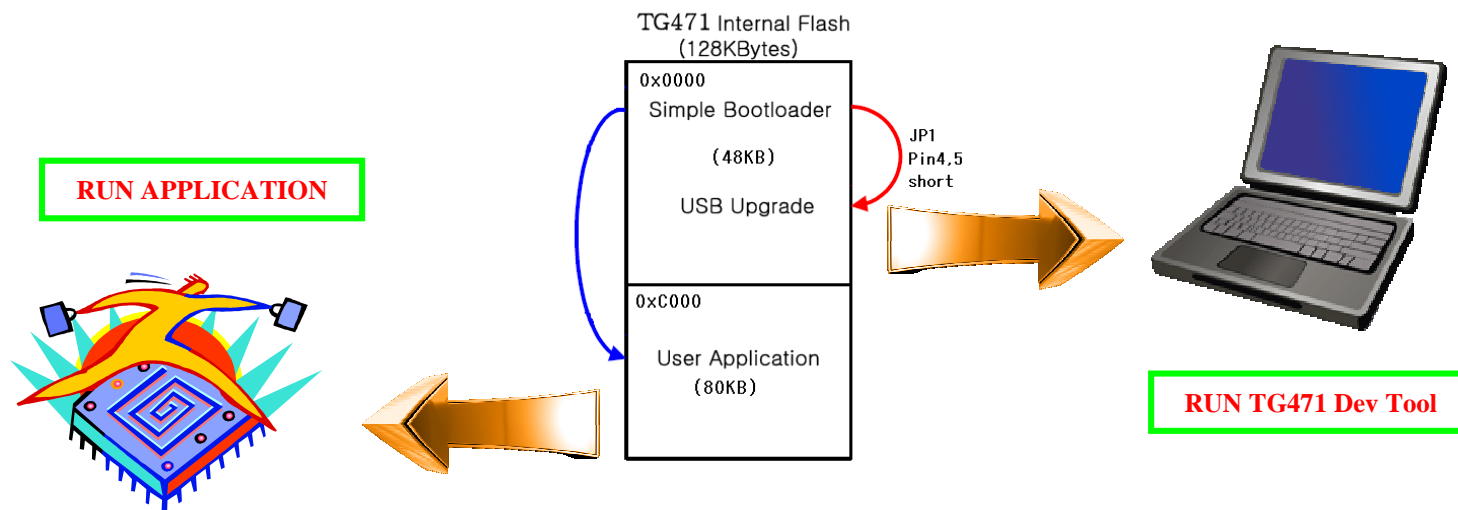 TG471 Internal Flash
(128KBytes)
0x0000
Simple Bootloader
(48KB)
USB Upgrade
JP1
Pin4,5
short
RUN APPLICATION
0xC000
User Application
(80KB)
RUN TG471 Dev Tool